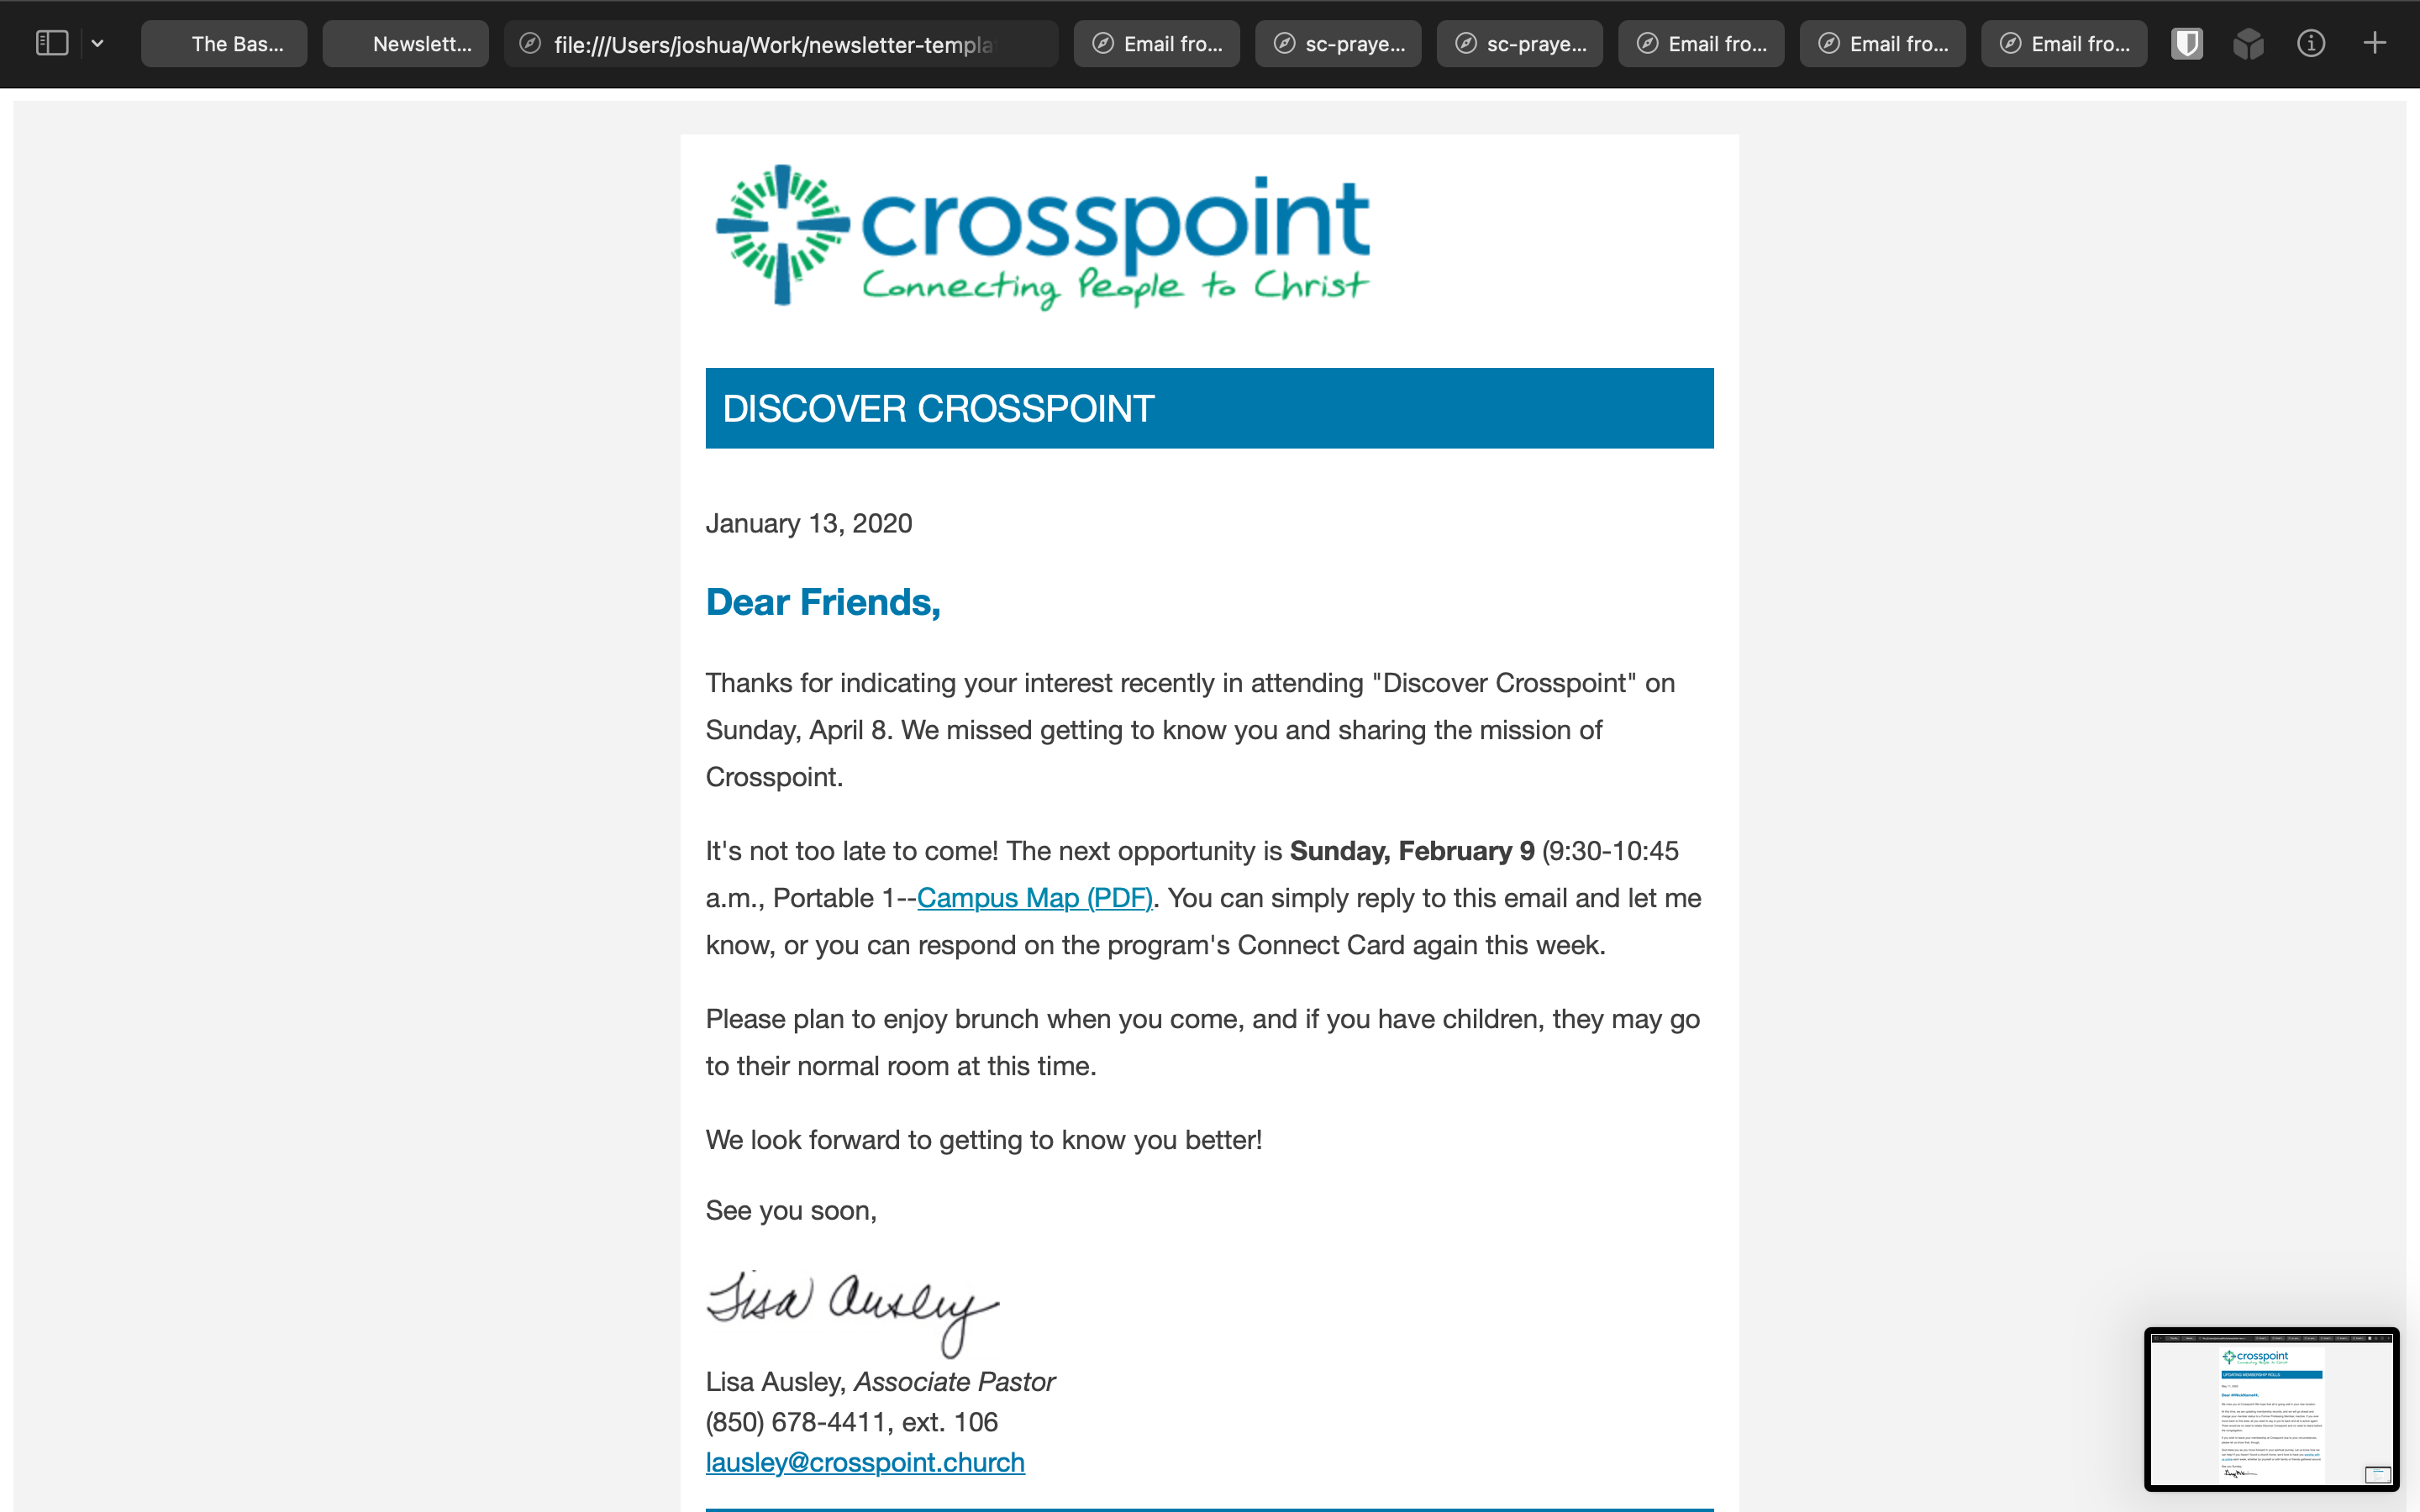 The Bas...
Newslett...
file:///Users/joshua/Work/newsletter-templa
Email fro...
sc-praye...
sc-praye...
Email fro...
Email fro...
Email fro...
crosspoint
Connecting People to Christ
DISCOVER CROSSPOINT
January 13, 2020
Dear Friends,
Thanks for indicating your interest recently in attending "Discover Crosspoint" on
Sunday, April 8. We missed getting to know you and sharing the mission of
Crosspoint.
It's not too late to come! The next opportunity is Sunday, February 9 (9:30-10:45
a.m., Portable 1--Campus Map (PDF). You can simply reply to this email and let me
know, or you can respond on the program's Connect Card again this week.
Please plan to enjoy brunch when you come, and if you have children, they may go
to their normal room at this time.
We look forward to getting to know you better!
See you soon,
Lisa Ausley
Lisa Ausley, Associate Pastor
(850) 678-4411, ext. 106
lausley@crosspoint.church
crosspoint
Connecting People to Christ
UPDATING MEMBERSHIP ROLLS